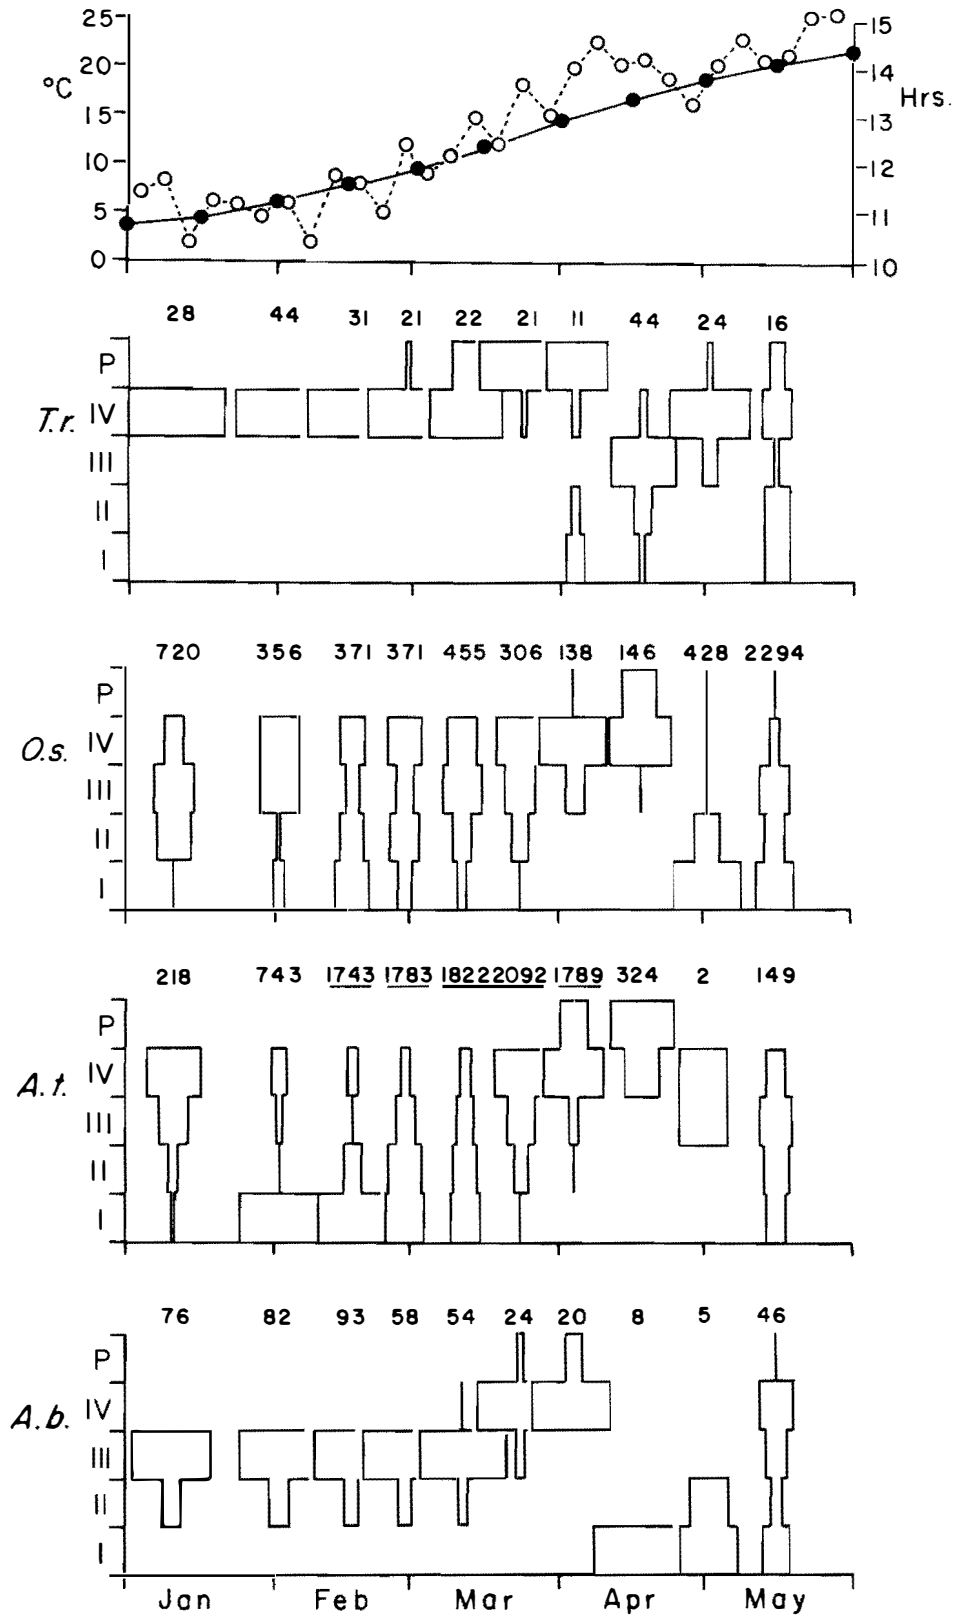 25 15
°C 20 14 Hrs.
15 13
10 12
5 11
0 10
28 44 31 21 22 21 11 44 24 16
P
T.r. IV
III
II
I
720 356 371 371 455 306 138 146 428 2294
P
O.s. IV
III
II
I
218 743 1743 1783 1822 2092 1789 324 2 149
P
A.t. IV
III
II
I
76 82 93 58 54 24 20 8 5 46
P
A.b. IV
III
II
I
Jan Feb Mar Apr May